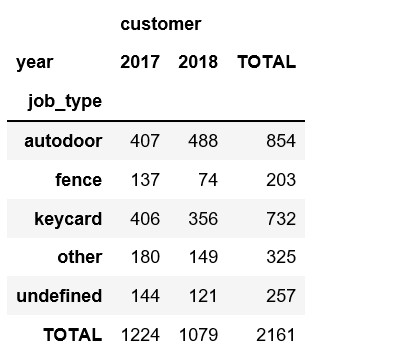 customer
year 2017 2018 TOTAL
job_type
autodoor 407 488 854
fence 137 74 203
keycard 406 356 732
other 180 149 325
undefined 144 121 257
TOTAL 1224 1079 2161